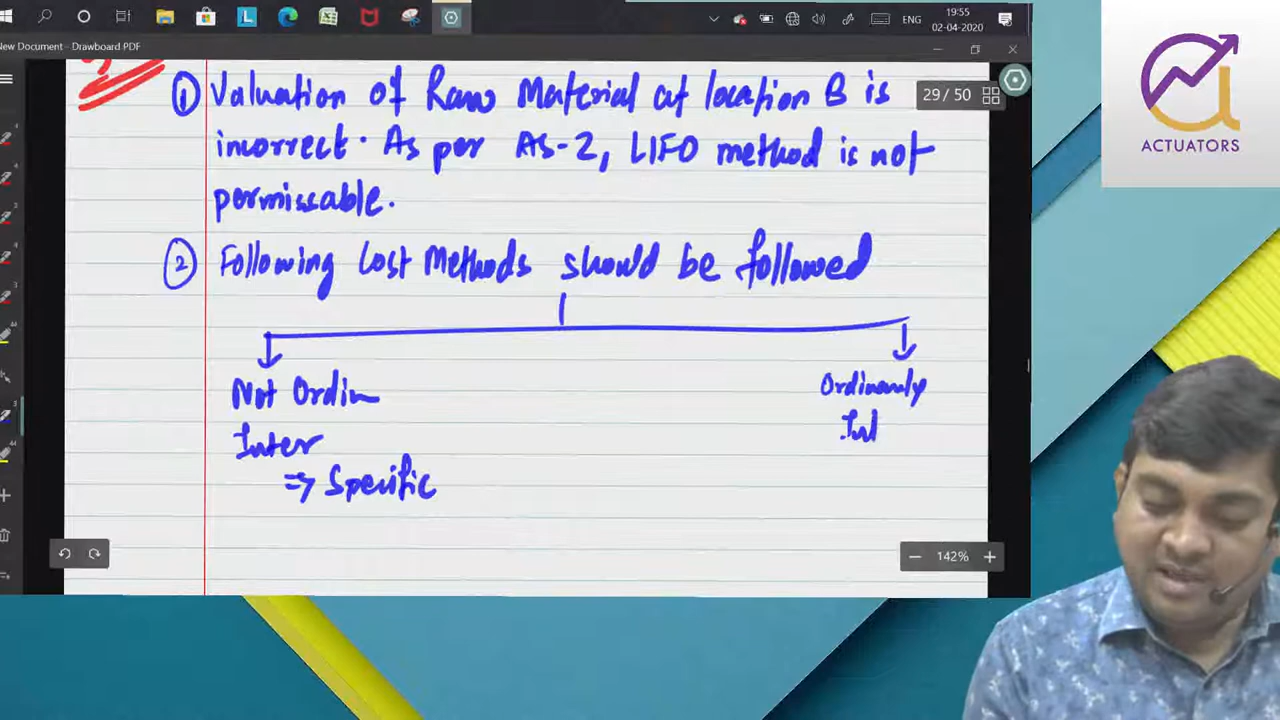 19:55
ENG
02-04-2020
New Document - Drawboard PDF
ACTUATORS
29 / 50
① Valuation of Raw Material at location B is
incorrect. As per AS-2, LIFO method is not
permissable.
② Following Cost Methods should be followed
Not Ordin
Inter
⇒ Specific
Ordinarily
Int
142%